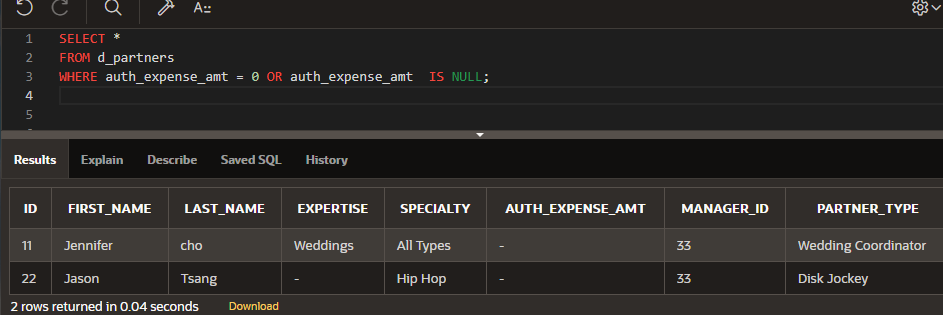 A::
1 SELECT *
2 FROM d_partners
3 WHERE auth_expense_amt = 0 OR auth_expense_amt  IS NULL;
4
5
Results Explain Describe Saved SQL History
ID FIRST_NAME LAST_NAME EXPERTISE SPECIALTY AUTH_EXPENSE_AMT MANAGER_ID PARTNER_TYPE
11 Jennifer cho Weddings All Types - 33 Wedding Coordinator
22 Jason Tsang - Hip Hop - 33 Disk Jockey
2 rows returned in 0.04 seconds Download